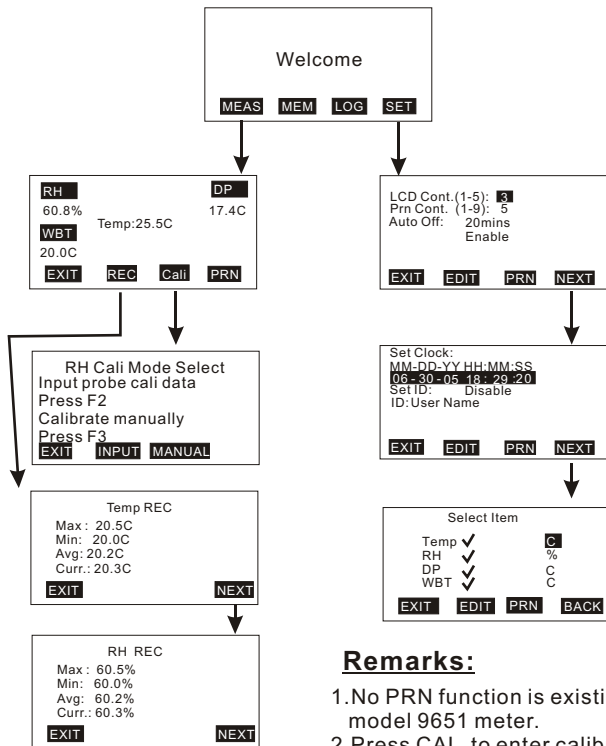 Welcome
MEAS MEM LOG SET
RH DP
60.8% 17.4C
Temp:25.5C
WBT
20.0C
EXIT REC Cali PRN
RH Cali Mode Select
Input probe cali data
Press F2
Calibrate manually
Press F3
EXIT INPUT MANUAL
Temp REC
Max : 20.5C
Min: 20.0C
Avg: 20.2C
Curr.: 20.3C
EXIT NEXT
RH REC
Max : 60.5%
Min: 60.0%
Avg: 60.2%
Curr.: 60.3%
EXIT NEXT
LCD Cont.(1-5): 3
Prn Cont. (1-9): 5
Auto Off: 20mins
Enable
EXIT EDIT PRN NEXT
Set Clock:
MM-DD-YY HH:MM:SS
06-30-05 18:29:20
Set ID: Disable
ID:User Name
EXIT EDIT PRN NEXT
Select Item
Temp ✓ C
RH ✓ %
DP ✓ C
WBT ✓ C
EXIT EDIT PRN BACK
Remarks:
1.No PRN function is existi
model 9651 meter.
2.Press CAL to enter calib